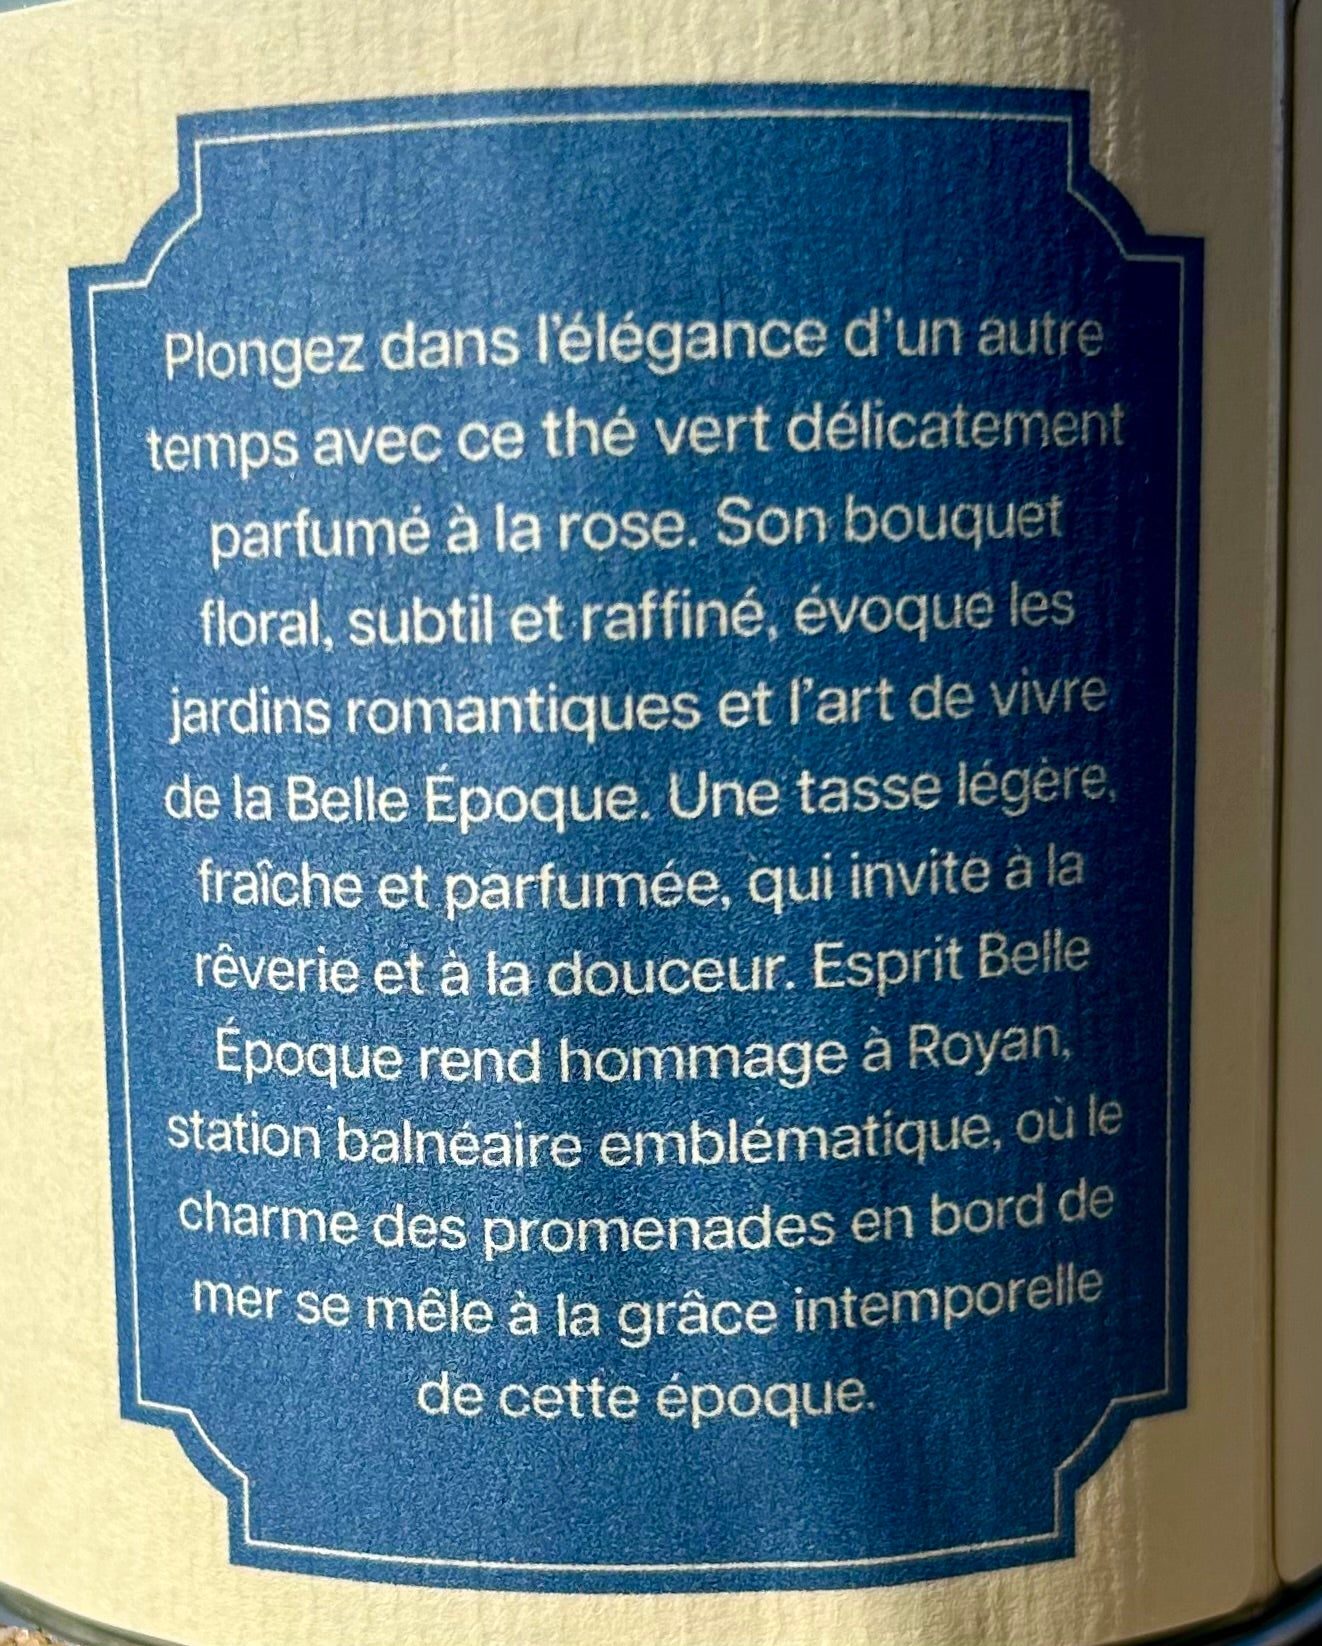 Plongez dans l'élégance d'un autre
temps avec ce thé vert délicatement
parfumé à la rose. Son bouquet
floral, subtil et raffiné, évoque les
jardins romantiques et l'art de vivre
de la Belle Époque. Une tasse légère,
fraîche et parfumée, qui invite à la
rêverie et à la douceur. Esprit Belle
Époque rend hommage à Royan,
station balnéaire emblématique, où le
charme des promenades en bord de
mer se mêle à la grâce intemporelle
de cette époque.